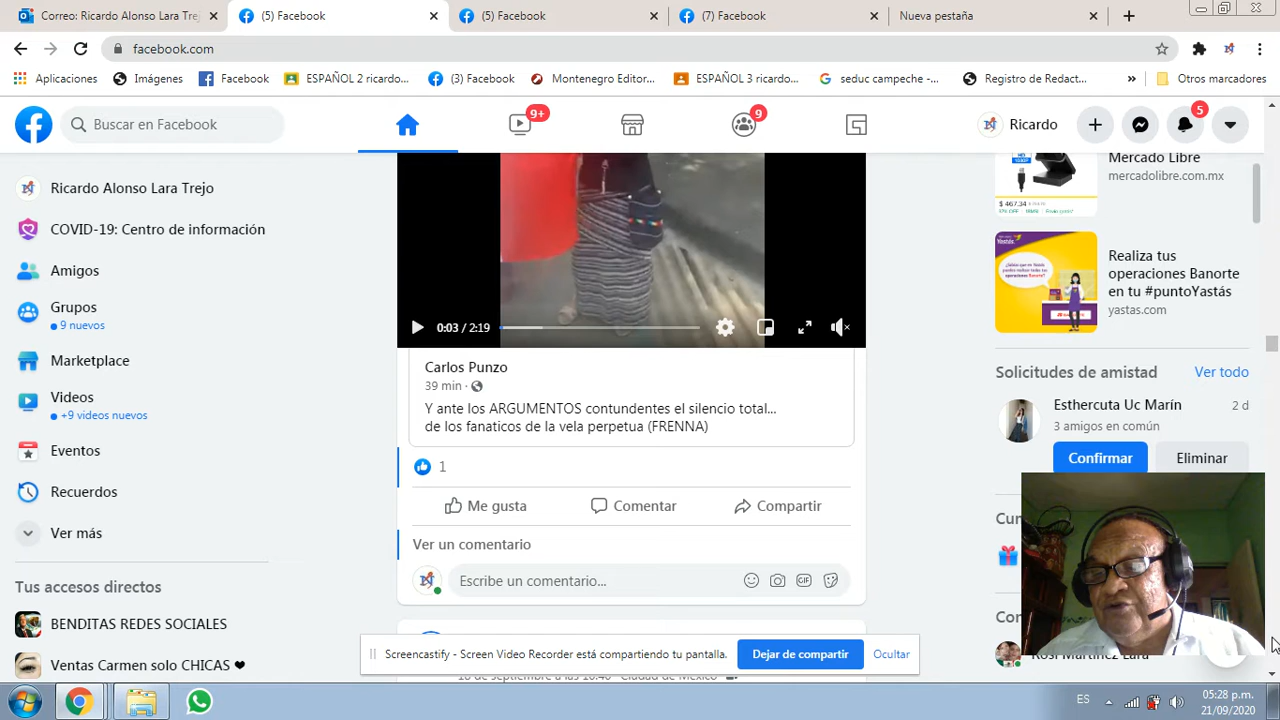 Correo: Ricardo Alonso Lara Trejo
(5) Facebook
(5) Facebook
(7) Facebook
Nueva pestaña
facebook.com
Aplicaciones
Imágenes
Facebook
ESPAÑOL 2 ricardo...
(3) Facebook
Montenegro Editor...
ESPAÑOL 3 ricardo...
seduc campeche -...
Registro de Redact...
»
Otros marcadores
Buscar en Facebook
9+
9
Ricardo
5
Ricardo Alonso Lara Trejo
COVID-19: Centro de información
Amigos
Grupos
9 nuevos
Marketplace
Videos
+9 videos nuevos
Eventos
Recuerdos
Ver más
Tus accesos directos
BENDITAS REDES SOCIALES
Ventas Carmen solo CHICAS ❤
0:03 / 2:19
Carlos Punzo
39 min ·
Y ante los ARGUMENTOS contundentes el silencio total...
de los fanaticos de la vela perpetua (FRENNA)
1
Me gusta
Comentar
Compartir
Ver un comentario
Escribe un comentario...
GIF
Screencastify - Screen Video Recorder está compartiendo tu pantalla.
Dejar de compartir
Ocultar
Mercado Libre
mercadolibre.com.mx
$ 467.34
Realiza tus
operaciones Banorte
en tu #puntoYastás
yastas.com
Solicitudes de amistad
Ver todo
Esthercuta Uc Marín
2 d
3 amigos en común
Confirmar
Eliminar
ES
05:28 p.m.
21/09/2020